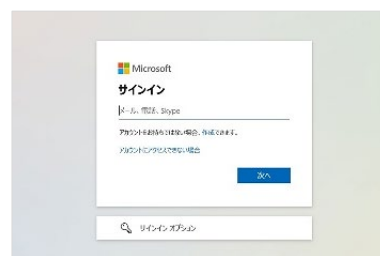 Microsoft
サインイン
メール、電話、Skype
アカウントをお持ちではない場合、作成できます。
アカウントにアクセスできない場合
次へ
サインイン オプション